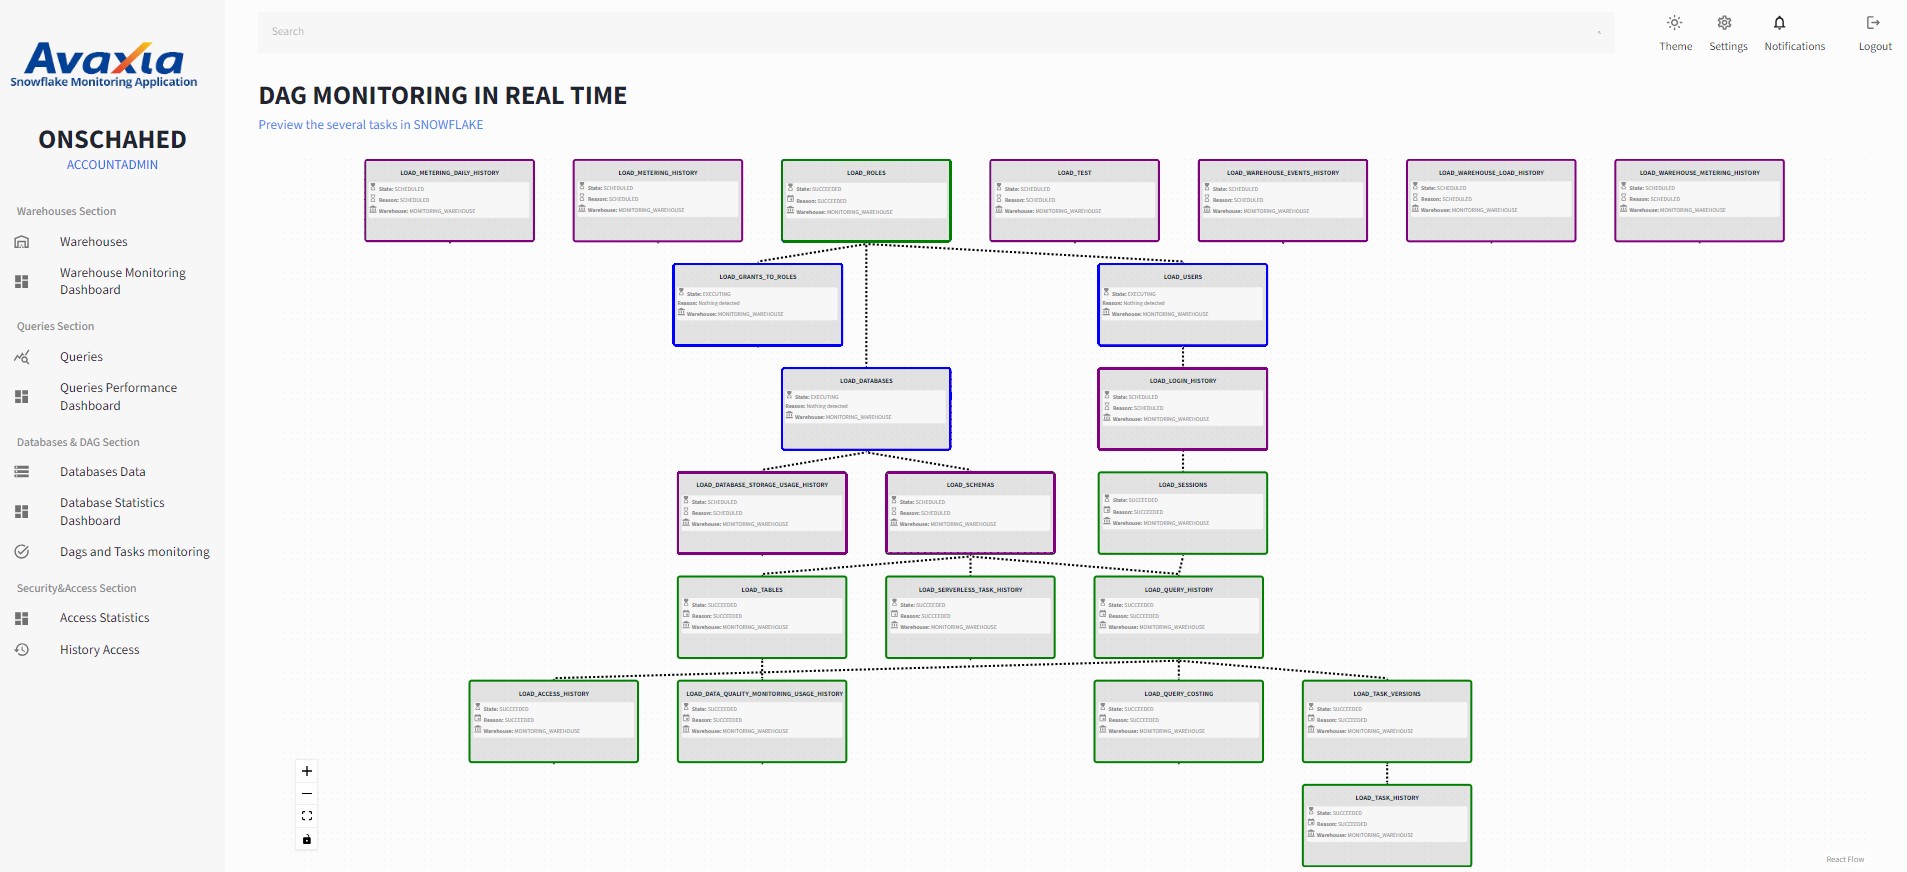 Avaxia
Snowflake Monitoring Application
ONSCHAHED
ACCOUNTADMIN
Warehouses Section
Warehouses
Warehouse Monitoring
Dashboard
Queries Section
Queries
Queries Performance
Dashboard
Databases & DAG Section
Databases Data
Database Statistics
Dashboard
Dags and Tasks monitoring
Security&Access Section
Access Statistics
History Access
Search
Theme
Settings
Notifications
Logout
DAG MONITORING IN REAL TIME
Preview the several tasks in SNOWFLAKE
LOAD_METERING_DAILY_HISTORY
State: SCHEDULED
Reason: SCHEDULED
Warehouse: MONITORING_WAREHOUSE
LOAD_METERING_HISTORY
State: SCHEDULED
Reason: SCHEDULED
Warehouse: MONITORING_WAREHOUSE
LOAD_ROLES
State: SUCCEEDED
Reason: SUCCEEDED
Warehouse: MONITORING_WAREHOUSE
LOAD_TEST
State: SCHEDULED
Reason: SCHEDULED
Warehouse: MONITORING_WAREHOUSE
LOAD_WAREHOUSE_EVENTS_HISTORY
State: SCHEDULED
Reason: SCHEDULED
Warehouse: MONITORING_WAREHOUSE
LOAD_WAREHOUSE_LOAD_HISTORY
State: SCHEDULED
Reason: SCHEDULED
Warehouse: MONITORING_WAREHOUSE
LOAD_WAREHOUSE_METERING_HISTORY
State: SCHEDULED
Reason: SCHEDULED
Warehouse: MONITORING_WAREHOUSE
LOAD_GRANTS_TO_ROLES
State: EXECUTING
Reason: Nothing detected
Warehouse: MONITORING_WAREHOUSE
LOAD_USERS
State: EXECUTING
Reason: Nothing detected
Warehouse: MONITORING_WAREHOUSE
LOAD_DATABASES
State: EXECUTING
Reason: Nothing detected
Warehouse: MONITORING_WAREHOUSE
LOAD_LOGIN_HISTORY
State: SCHEDULED
Reason: SCHEDULED
Warehouse: MONITORING_WAREHOUSE
LOAD_DATABASE_STORAGE_USAGE_HISTORY
State: SCHEDULED
Reason: SCHEDULED
Warehouse: MONITORING_WAREHOUSE
LOAD_SCHEMAS
State: SCHEDULED
Reason: SCHEDULED
Warehouse: MONITORING_WAREHOUSE
LOAD_SESSIONS
State: SUCCEEDED
Reason: SUCCEEDED
Warehouse: MONITORING_WAREHOUSE
LOAD_TABLES
State: SUCCEEDED
Reason: SUCCEEDED
Warehouse: MONITORING_WAREHOUSE
LOAD_SERVERLESS_TASK_HISTORY
State: SUCCEEDED
Reason: SUCCEEDED
Warehouse: MONITORING_WAREHOUSE
LOAD_QUERY_HISTORY
State: SUCCEEDED
Reason: SUCCEEDED
Warehouse: MONITORING_WAREHOUSE
LOAD_ACCESS_HISTORY
State: SUCCEEDED
Reason: SUCCEEDED
Warehouse: MONITORING_WAREHOUSE
LOAD_DATA_QUALITY_MONITORING_USAGE_HISTORY
State: SUCCEEDED
Reason: SUCCEEDED
Warehouse: MONITORING_WAREHOUSE
LOAD_QUERY_COSTING
State: SUCCEEDED
Reason: SUCCEEDED
Warehouse: MONITORING_WAREHOUSE
LOAD_TASK_VERSIONS
State: SUCCEEDED
Reason: SUCCEEDED
Warehouse: MONITORING_WAREHOUSE
LOAD_TASK_HISTORY
State: SUCCEEDED
Reason: SUCCEEDED
Warehouse: MONITORING_WAREHOUSE
React Flow